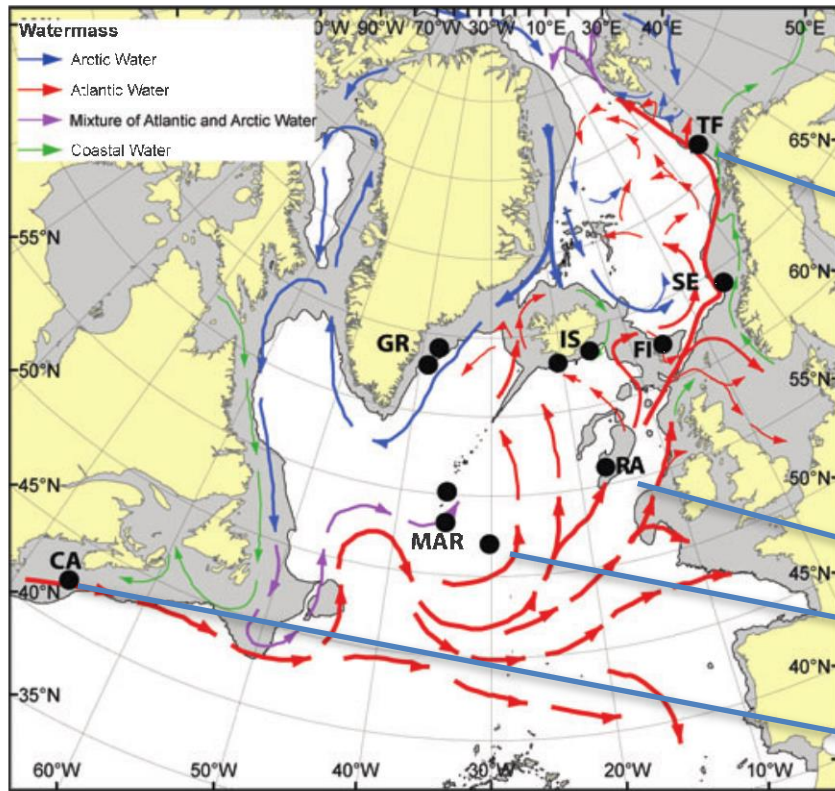 70°W 50°W 30°W 10°E 30°E 40°E 50°E
Watermass
Arctic Water
Atlantic Water
Mixture of Atlantic and Arctic Water
Coastal Water
TF
65°N
55°N
60°N
SE
GR
IS
FI
50°N
55°N
RA
50°N
45°N
MAR
CA
45°N
40°N
40°N
35°N
60°W 50°W 40°W 30°W 20°W 10°W